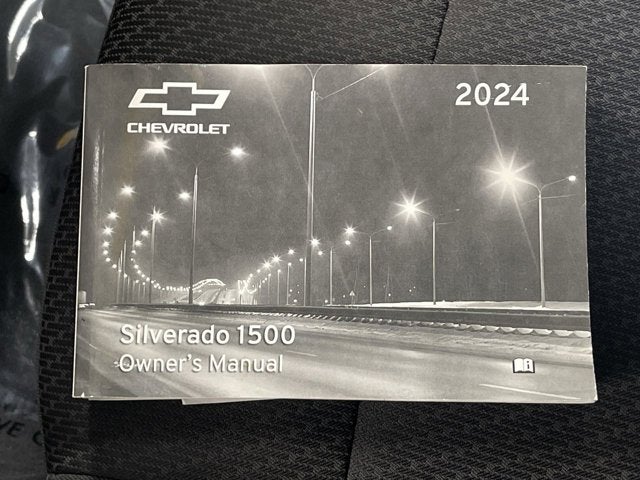 CHEVROLET
2024
Silverado 1500
Owner's Manual